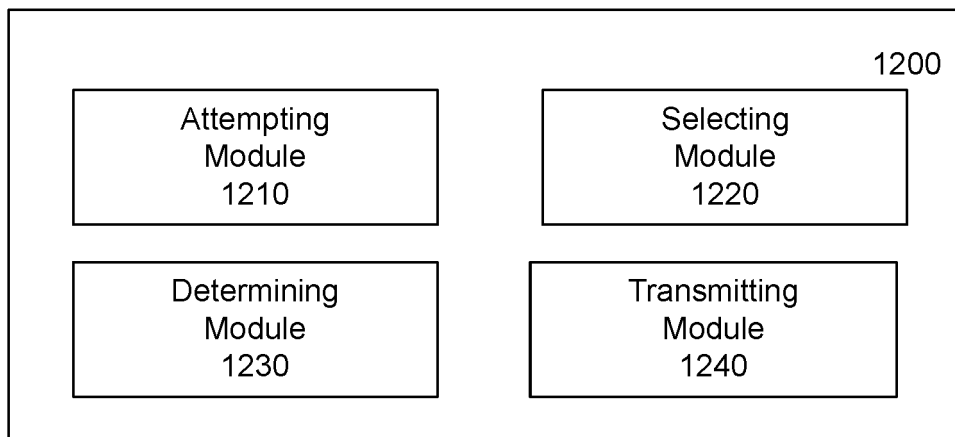 1200
Attempting
Module
1210
Selecting
Module
1220
Determining
Module
1230
Transmitting
Module
1240